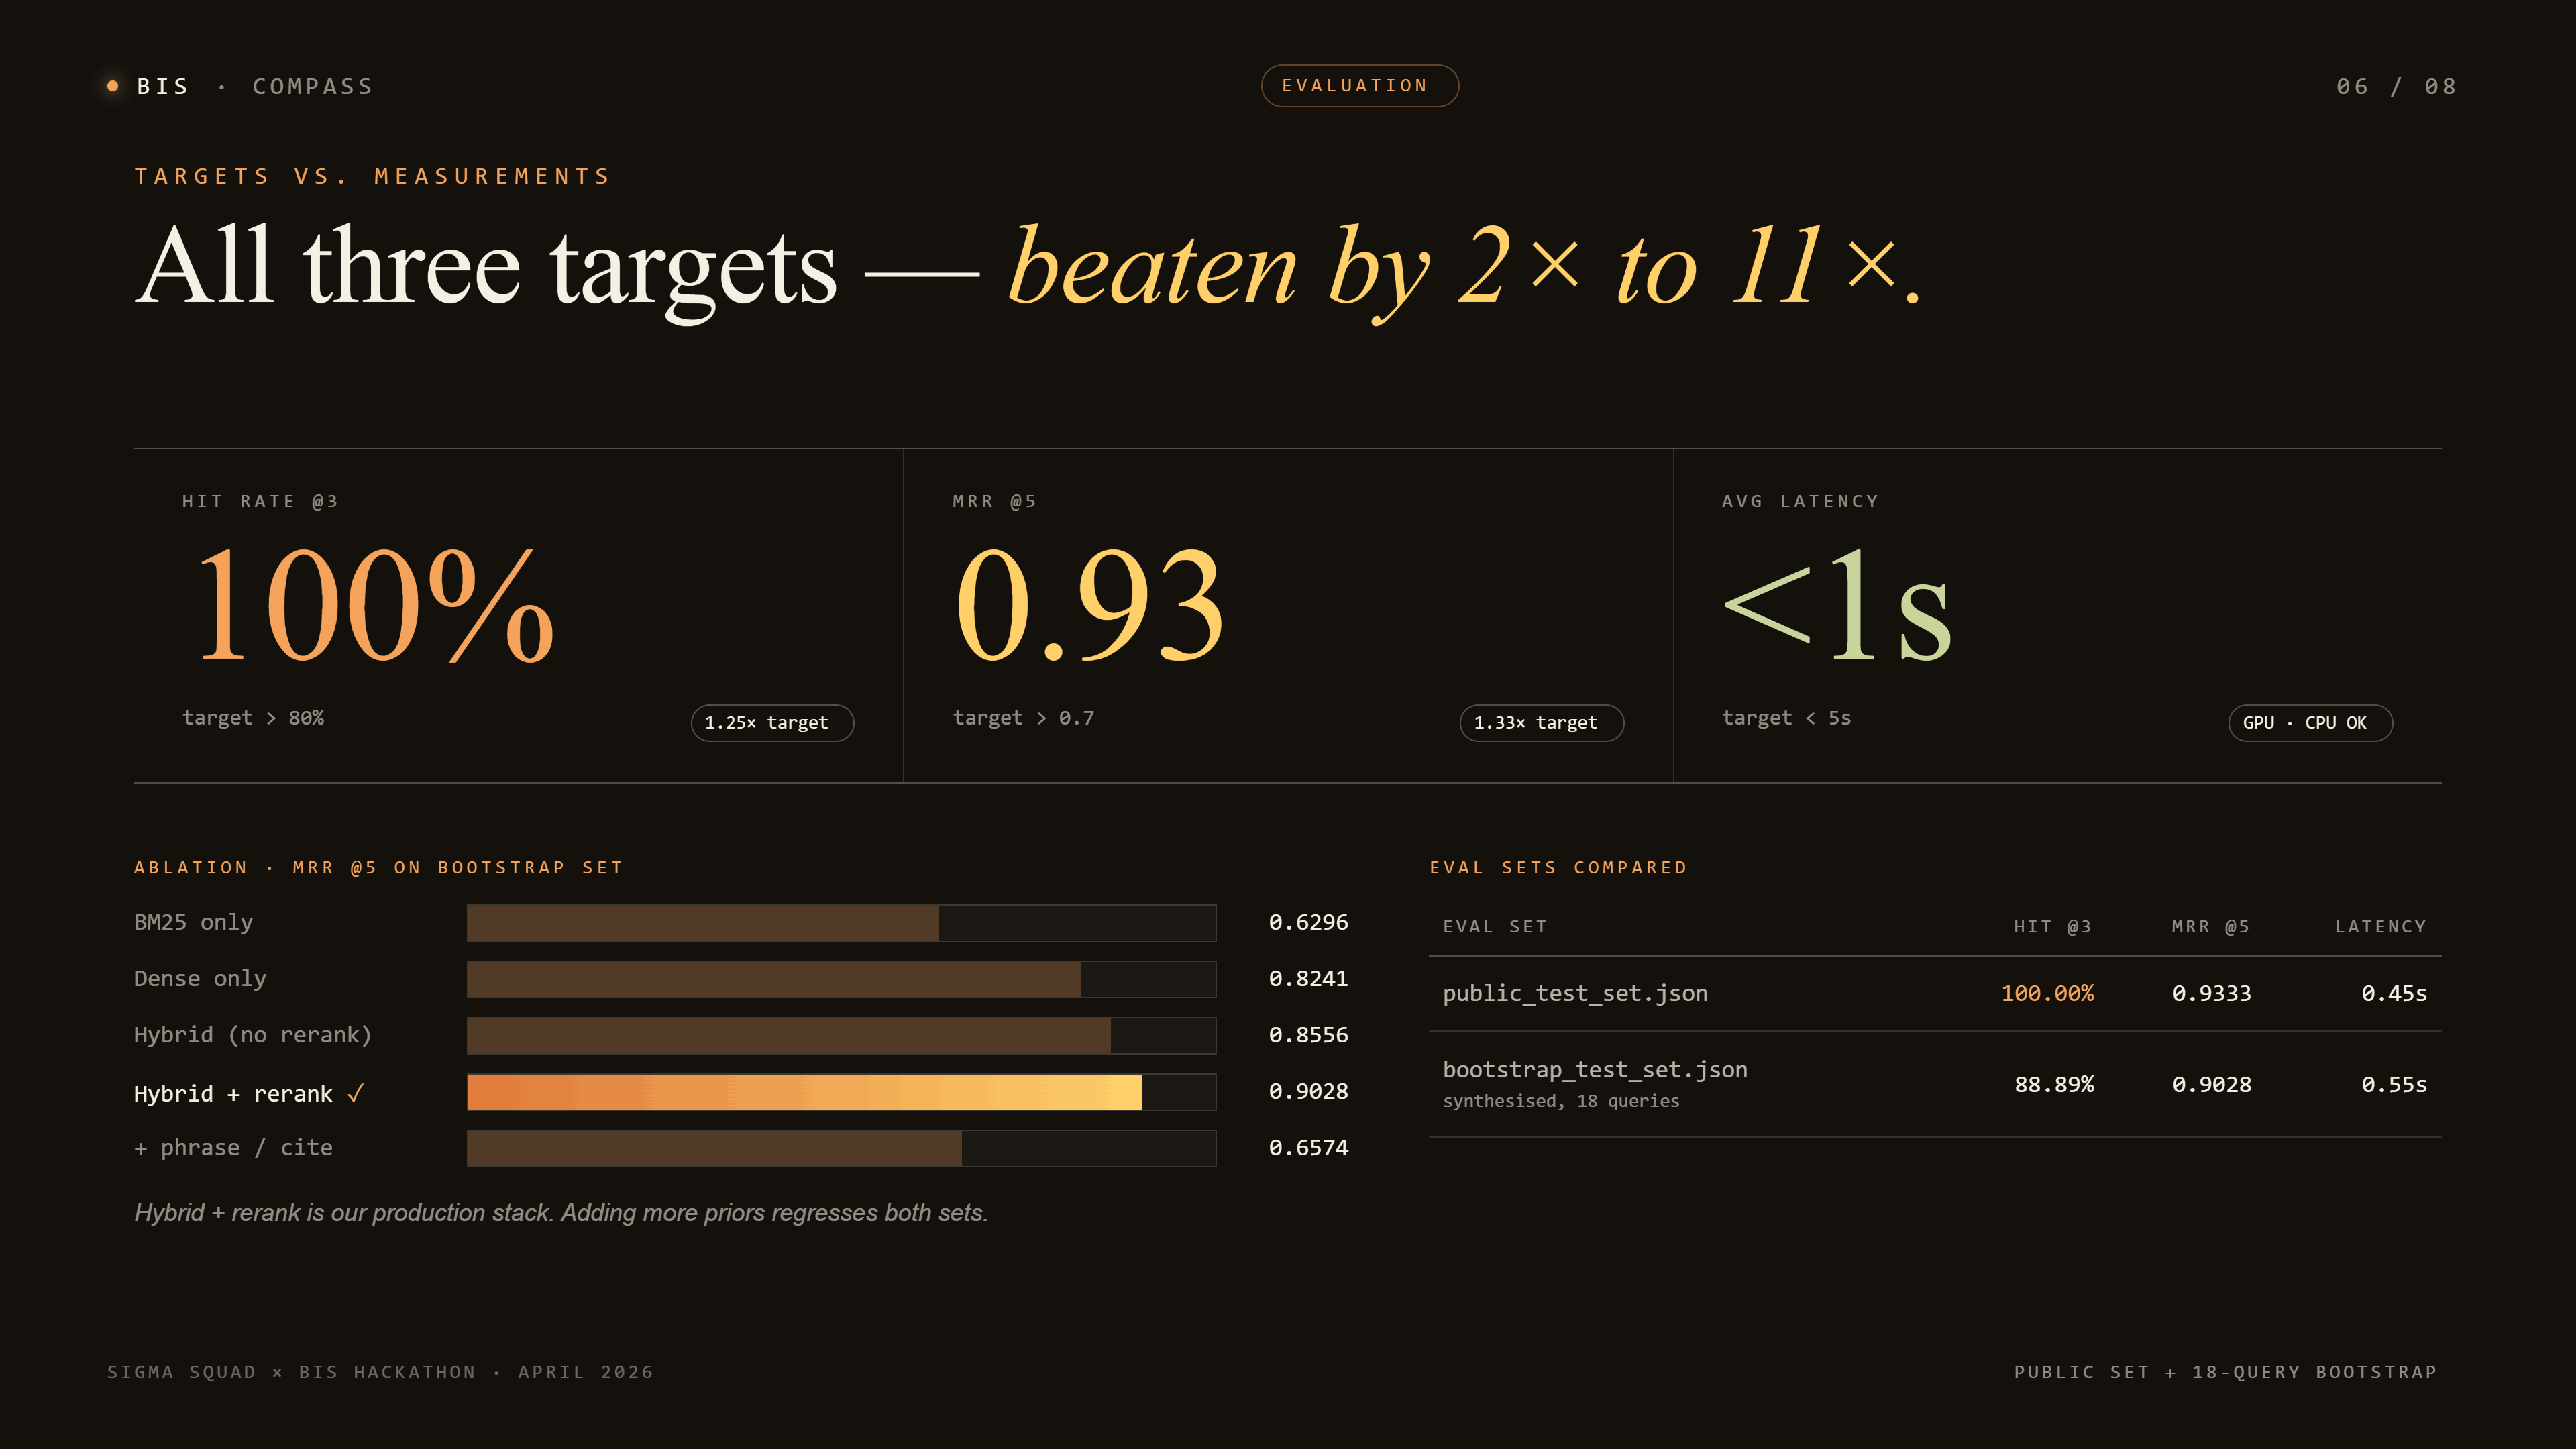 BIS · COMPASS
EVALUATION
06 / 08
TARGETS VS. MEASUREMENTS
All three targets — beaten by 2× to 11×.
HIT RATE @3
100%
target > 80%
1.25× target
MRR @5
0.93
target > 0.7
1.33× target
AVG LATENCY
<1s
target < 5s
GPU · CPU OK
ABLATION · MRR @5 ON BOOTSTRAP SET
BM25 only 0.6296
Dense only 0.8241
Hybrid (no rerank) 0.8556
Hybrid + rerank ✓ 0.9028
+ phrase / cite 0.6574
Hybrid + rerank is our production stack. Adding more priors regresses both sets.
EVAL SETS COMPARED
EVAL SET HIT @3 MRR @5 LATENCY
public_test_set.json 100.00% 0.9333 0.45s
bootstrap_test_set.json 88.89% 0.9028 0.55s
synthesised, 18 queries
SIGMA SQUAD × BIS HACKATHON · APRIL 2026
PUBLIC SET + 18-QUERY BOOTSTRAP